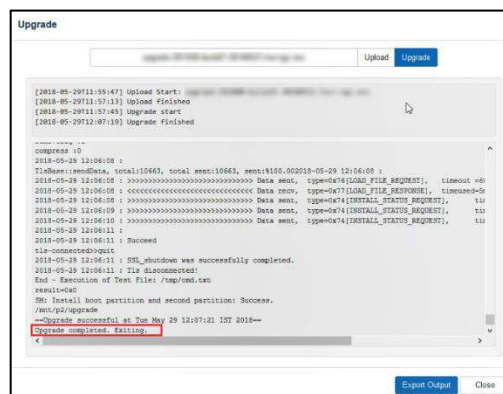 Upgrade
Upload Upgrade
[2018-05-29T11:55:47] Upload Start:
[2018-05-29T11:57:13] Upload finished
[2018-05-29T11:57:45] Upgrade start
[2018-05-29T12:07:19] Upgrade finished
compress :0
2018-05-29 12:06:08 :
TlsBase::sendData, total:10663, total sent:10663, sent:%100.002018-05-29 12:06:08 :
2018-05-29 12:06:08 : >>>>>>>>>>>>>>>>>>>>>>>>>>>>>> Data sent, type=0x76[LOAD_FILE_REQUEST], timeout
2018-05-29 12:06:08 : <<<<<<<<<<<<<<<<<<<<<<<<<<<<<< Data recv, type=0x77[LOAD_FILE_RESPONSE],
2018-05-29 12:06:08 : >>>>>>>>>>>>>>>>>>>>>>>>>>>>>> Data sent, type=0x74[INSTALL_STATUS_REQUEST],
2018-05-29 12:06:09 : >>>>>>>>>>>>>>>>>>>>>>>>>>>>>> Data sent, type=0x74[INSTALL_STATUS_REQUEST],
2018-05-29 12:06:10 : >>>>>>>>>>>>>>>>>>>>>>>>>>>>>> Data sent, type=0x74[INSTALL_STATUS_REQUEST],
2018-05-29 12:06:11 :
2018-05-29 12:06:11 : Succeed
tls-connected>>quit
2018-05-29 12:06:11 : SSL_shutdown was successfully completed.
2018-05-29 12:06:11 : Tls disconnected!
End - Execution of Test File: /tmp/cmd.txt
result=0x0
SM: Install boot partition and second partition: Success.
/mnt/p2/upgrade
==Upgrade successful at Tue May 29 12:07:21 IST 2018==
Upgrade completed. Exiting.
Export Output Close